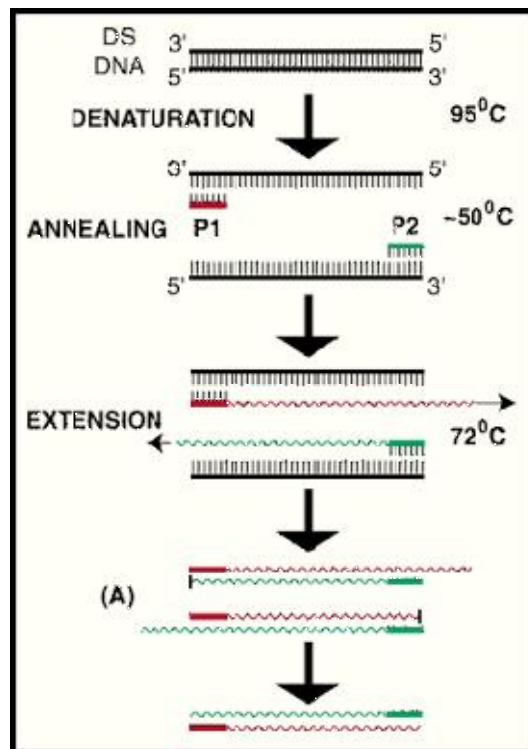 DS 3' 5'
DNA 5' 3'
DENATURATION 95⁰C
3' 5'
ANNEALING P1 P2 ~50⁰C
5' 3'
EXTENSION 72⁰C
(A)